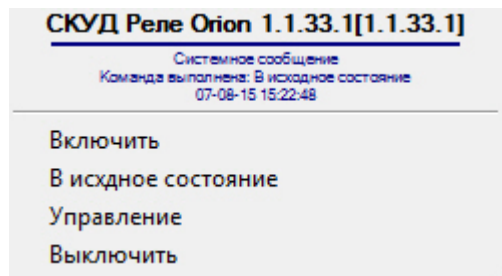 СКУД Реле Orion 1.1.33.1[1.1.33.1]
Системное сообщение
Команда выполнена: В исходное состояние
07-08-15 15:22:48
Включить
В исхдное состояние
Управление
Выключить